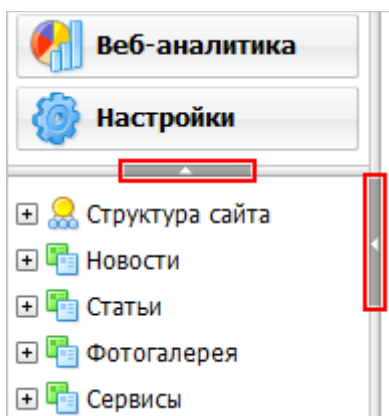 Веб-аналитика
Настройки
Структура сайта
Новости
Статьи
Фотогалерея
Сервисы